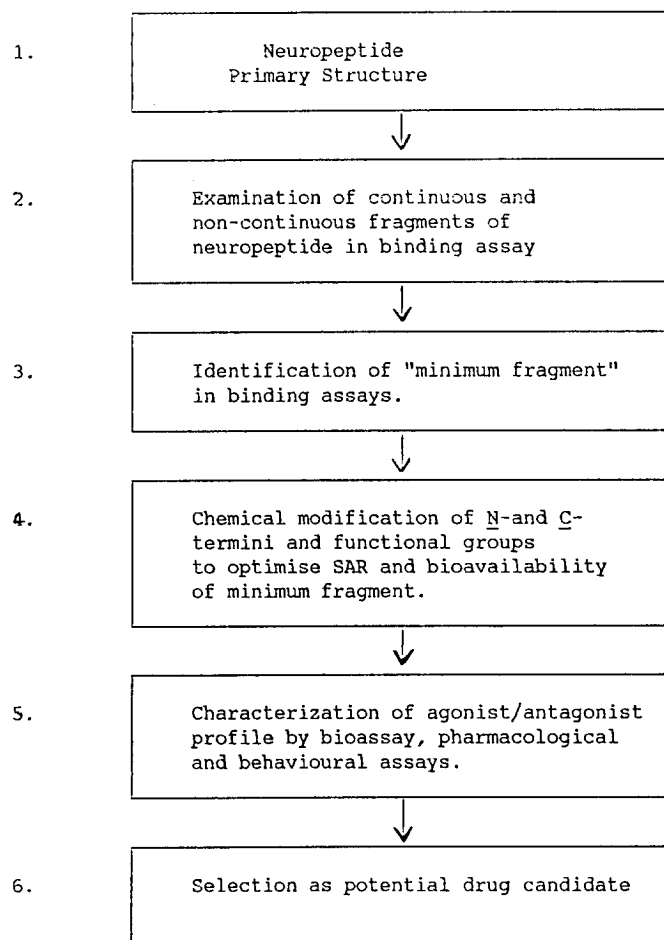 1.
Neuropeptide
Primary Structure
2.
Examination of continuous and
non-continuous fragments of
neuropeptide in binding assay
3.
Identification of "minimum fragment"
in binding assays.
4.
Chemical modification of N-and C-
termini and functional groups
to optimise SAR and bioavailability
of minimum fragment.
5.
Characterization of agonist/antagonist
profile by bioassay, pharmacological
and behavioural assays.
6.
Selection as potential drug candidate